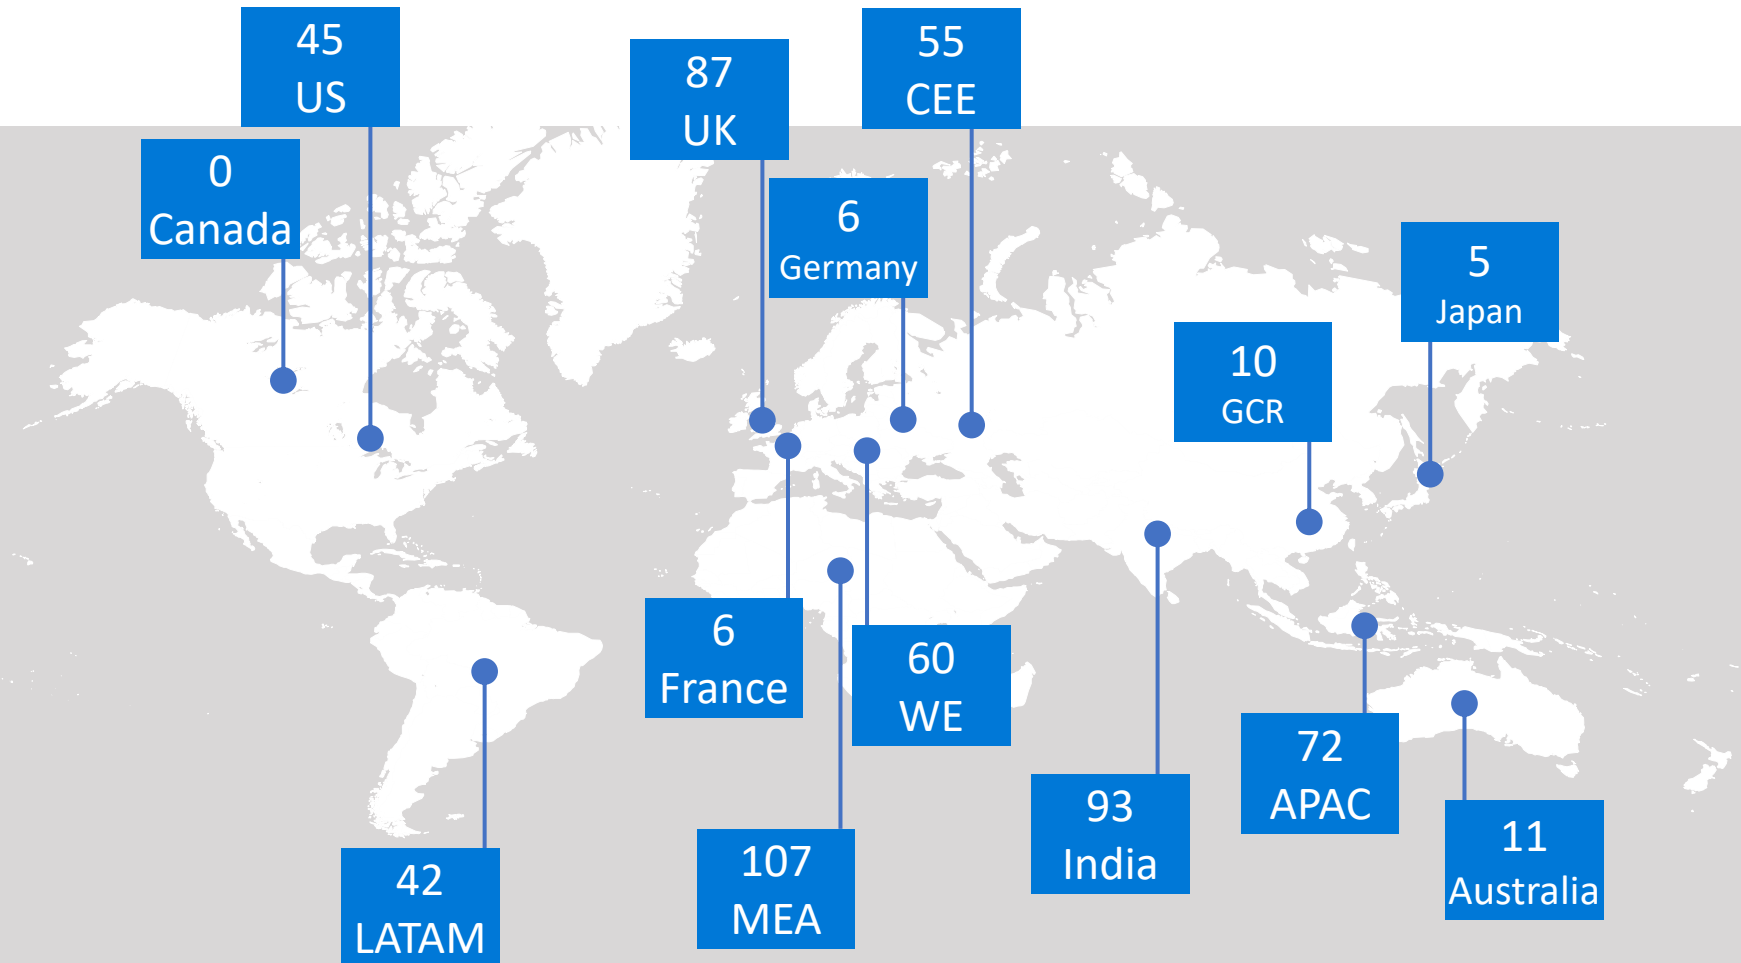 45
US
87
UK
55
CEE
0
Canada
6
Germany
5
Japan
10
GCR
6
France
60
WE
72
APAC
93
India
11
Australia
107
MEA
42
LATAM